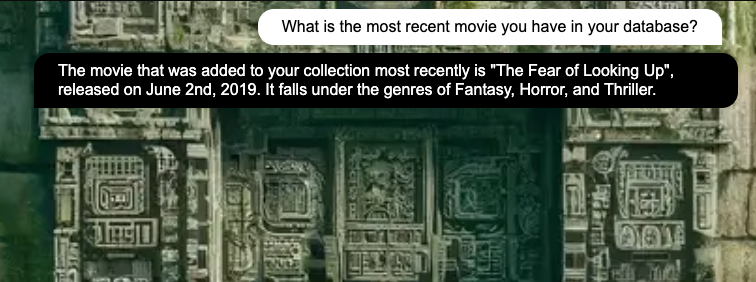 What is the most recent movie you have in your database?
The movie that was added to your collection most recently is "The Fear of Looking Up",
released on June 2nd, 2019. It falls under the genres of Fantasy, Horror, and Thriller.